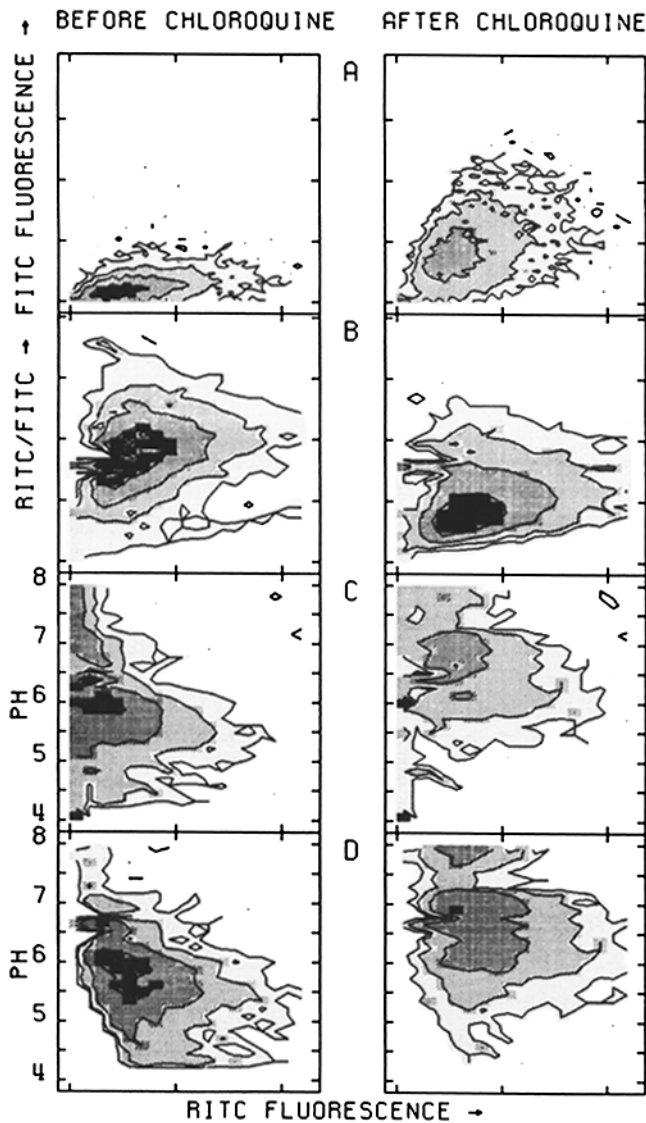 BEFORE CHLOROQUINE
AFTER CHLOROQUINE
FITC FLUORESCENCE →
A
RITC/FITC →
B
8
7
6
5
4
PH
C
8
7
6
5
4
PH
D
RITC FLUORESCENCE →